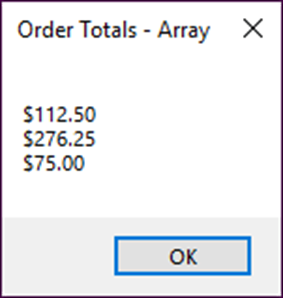 Order Totals - Array
$112.50
$276.25
$75.00
OK